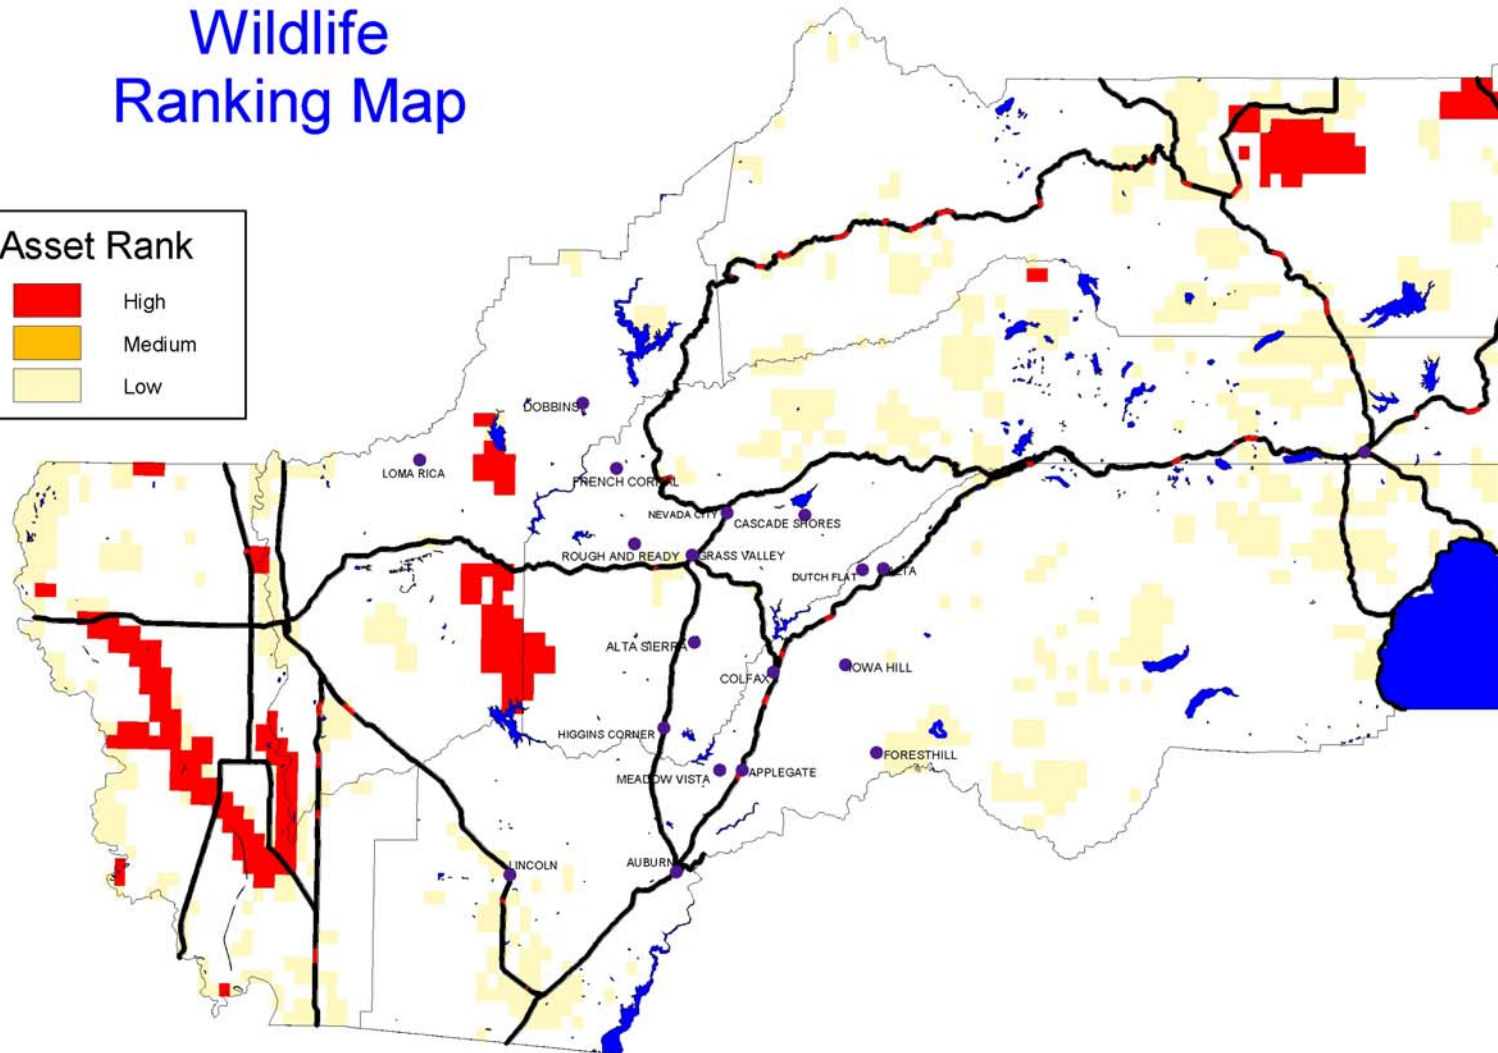 Wildlife
Ranking Map
Asset Rank
High
Medium
Low
DOBBINS
LOMA RICA
FRENCH CORRAL
NEVADA CITY
CASCADE SHORES
ROUGH AND READY
GRASS VALLEY
DUTCH FLAT
ALTA
ALTA SIERRA
IOWA HILL
COLFAX
HIGGINS CORNER
FORESTHILL
MEADOW VISTA
APPLEGATE
AUBURN
LINCOLN